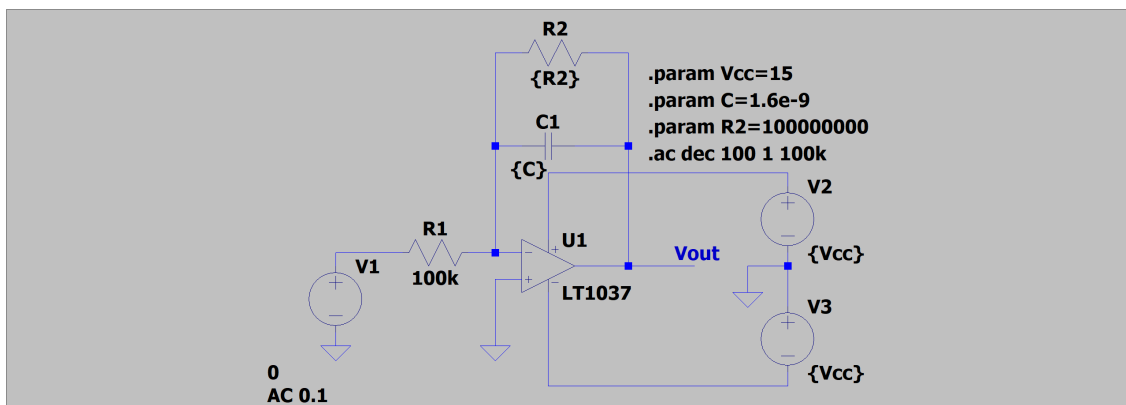 R2
{R2}
.param Vcc=15
.param C=1.6e-9
.param R2=100000000
.ac dec 100 1 100k
C1
{C}
V2
{Vcc}
R1
100k
U1
LT1037
Vout
V1
0
AC 0.1
V3
{Vcc}